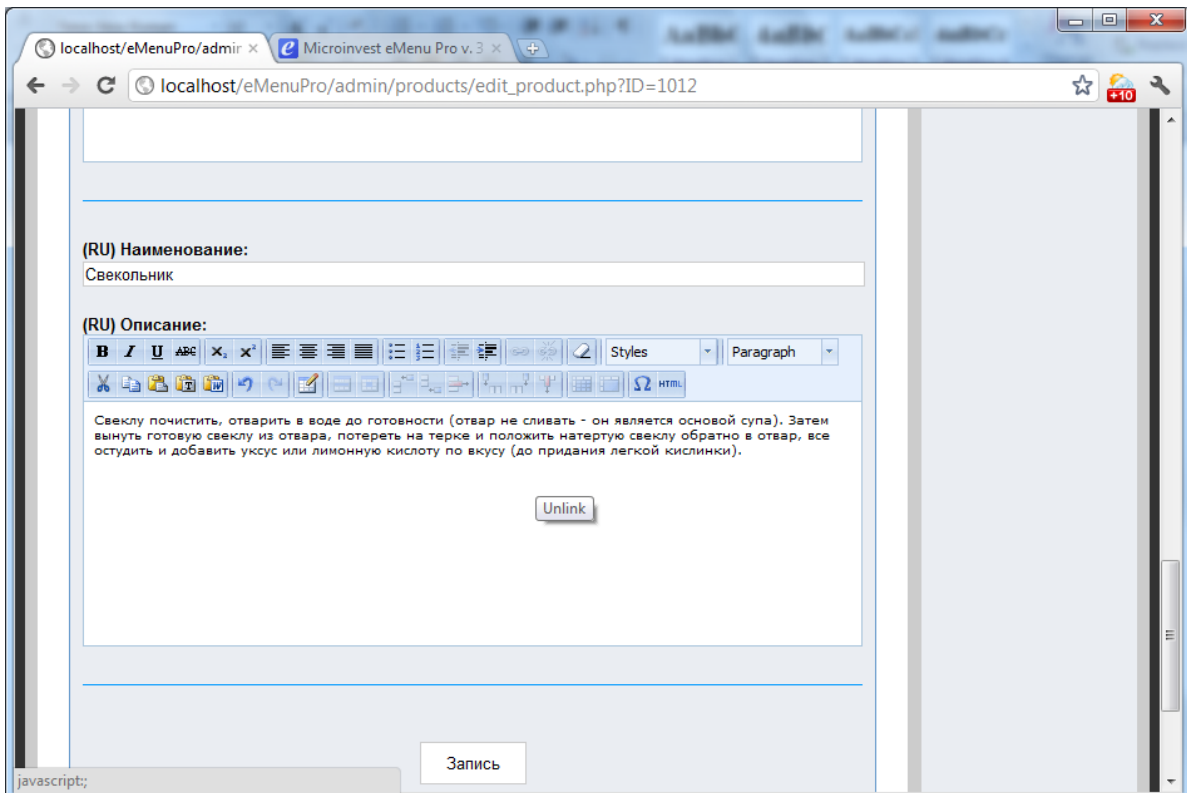 localhost/eMenuPro/admin
Microinvest eMenu Pro v. 3
localhost/eMenuPro/admin/products/edit_product.php?ID=1012
+10
(RU) Наименование:
Свекольник
(RU) Описание:
B I U ABC X₂ X² Styles Paragraph
T W Ω HTML
Свеклу почистить, отварить в воде до готовности (отвар не сливать - он является основой супа). Затем
вынуть готовую свеклу из отвара, потереть на терке и положить натертую свеклу обратно в отвар, все
остудить и добавить уксус или лимонную кислоту по вкусу (до придания легкой кислинки).
Unlink
Запись
javascript:;